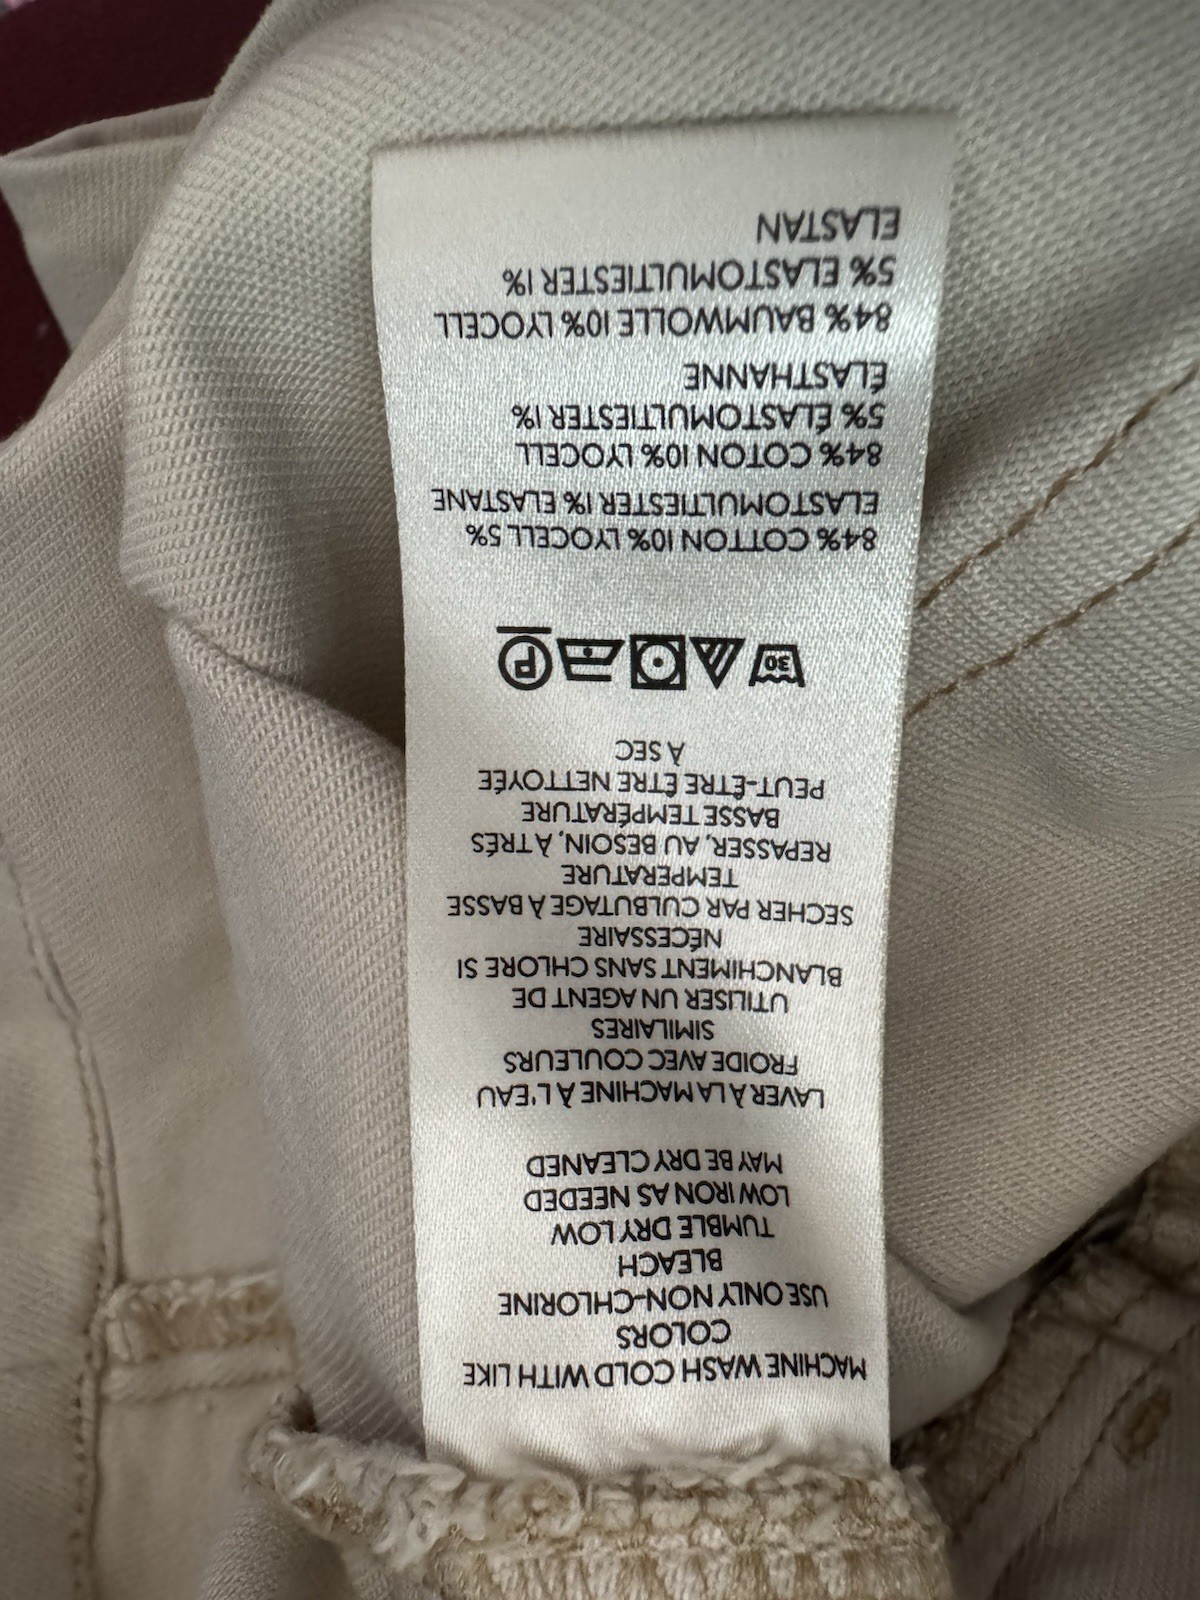 MACHINE WASH COLD WITH LIKE
COLORS
USE ONLY NON-CHLORINE
BLEACH
TUMBLE DRY LOW
LOW IRON AS NEEDED
MAY BE DRY CLEANED
LAVER À LA MACHINE À L'EAU
FROIDE AVEC COULEURS
SIMILAIRES
UTILISER UN AGENT DE
BLANCHIMENT SANS CHLORE SI
NÉCESSAIRE
SECHER PAR CULBUTAGE À BASSE
TEMPERATURE
REPASSER, AU BESOIN, À TRÉS
BASSE TEMPÉRATURE
PEUT-ÊTRE ÊTRE NETTOYÉE
A SEC
30 P
84% COTTON 10% LYOCELL 5%
ELASTOMULTIESTER 1% ELASTANE
84% COTON 10% LYOCELL
5% ÉLASTOMULTIESTER 1%
ÉLASTHANNE
84% BAUMWOLLE 10% LYOCELL
5% ELASTOMULTIESTER 1%
ELASTAN